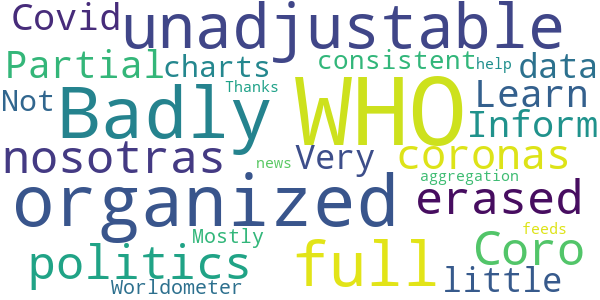 Covid unadjustable
Partial charts consistent help data
Not Badly Thanks WHO Learn
Inform
nosotras news Very coronas
organized aggregation erased
Mostly full feeds
politics Coro
Worldometer little